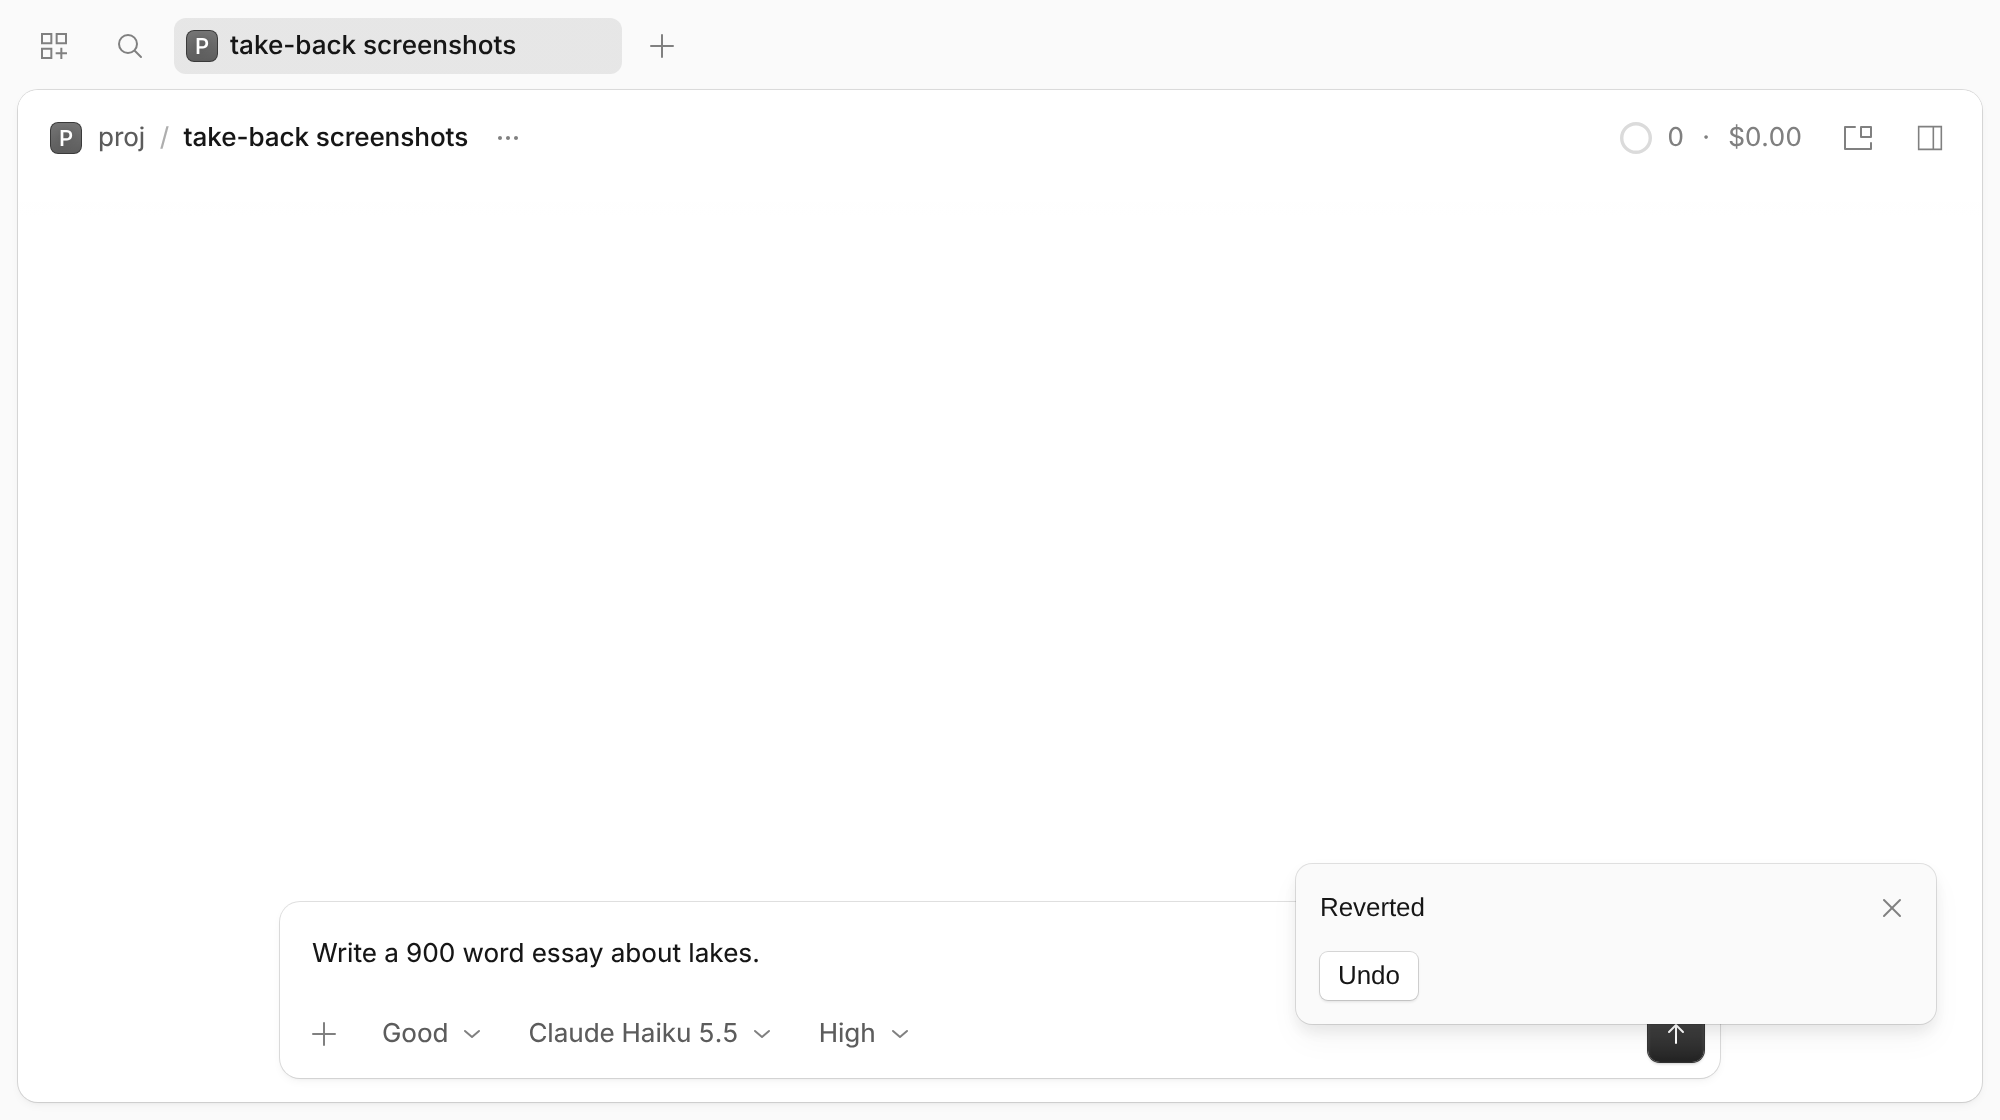 P take-back screenshots
P proj / take-back screenshots ...
0 · $0.00
Reverted
Write a 900 word essay about lakes.
Undo
Good Claude Haiku 5.5 High